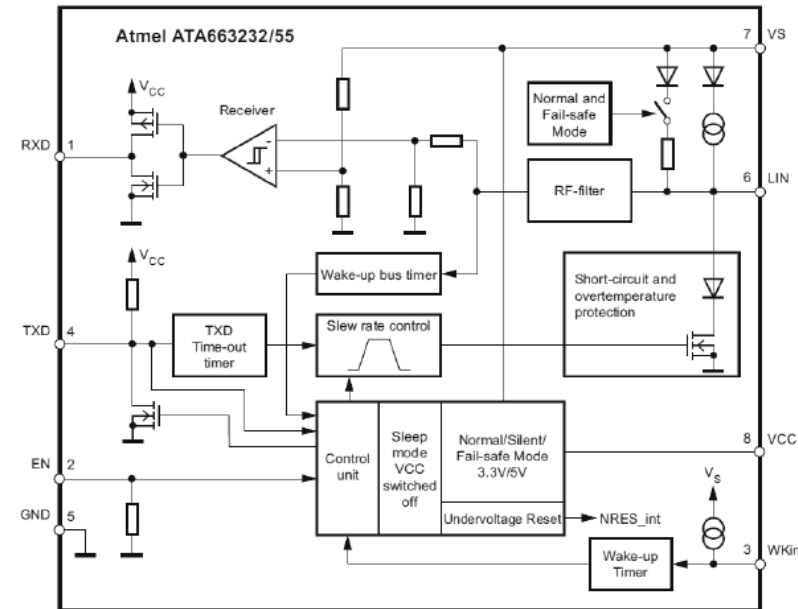 Atmel ATA663232/55
7 VS
VCC
Receiver
Normal and
Fail-safe
Mode
RXD 1
-
+
6 LIN
RF-filter
VCC
Wake-up bus timer
Short-circuit and
overtemperature
protection
TXD 4
TXD
Time-out
timer
Slew rate control
Control
unit
Sleep
mode
VCC
switched
off
Normal/Silent/
Fail-safe Mode
3.3V/5V
8 VCC
EN 2
VS
GND 5
Undervoltage Reset
NRES_int
Wake-up
Timer
3 WKin